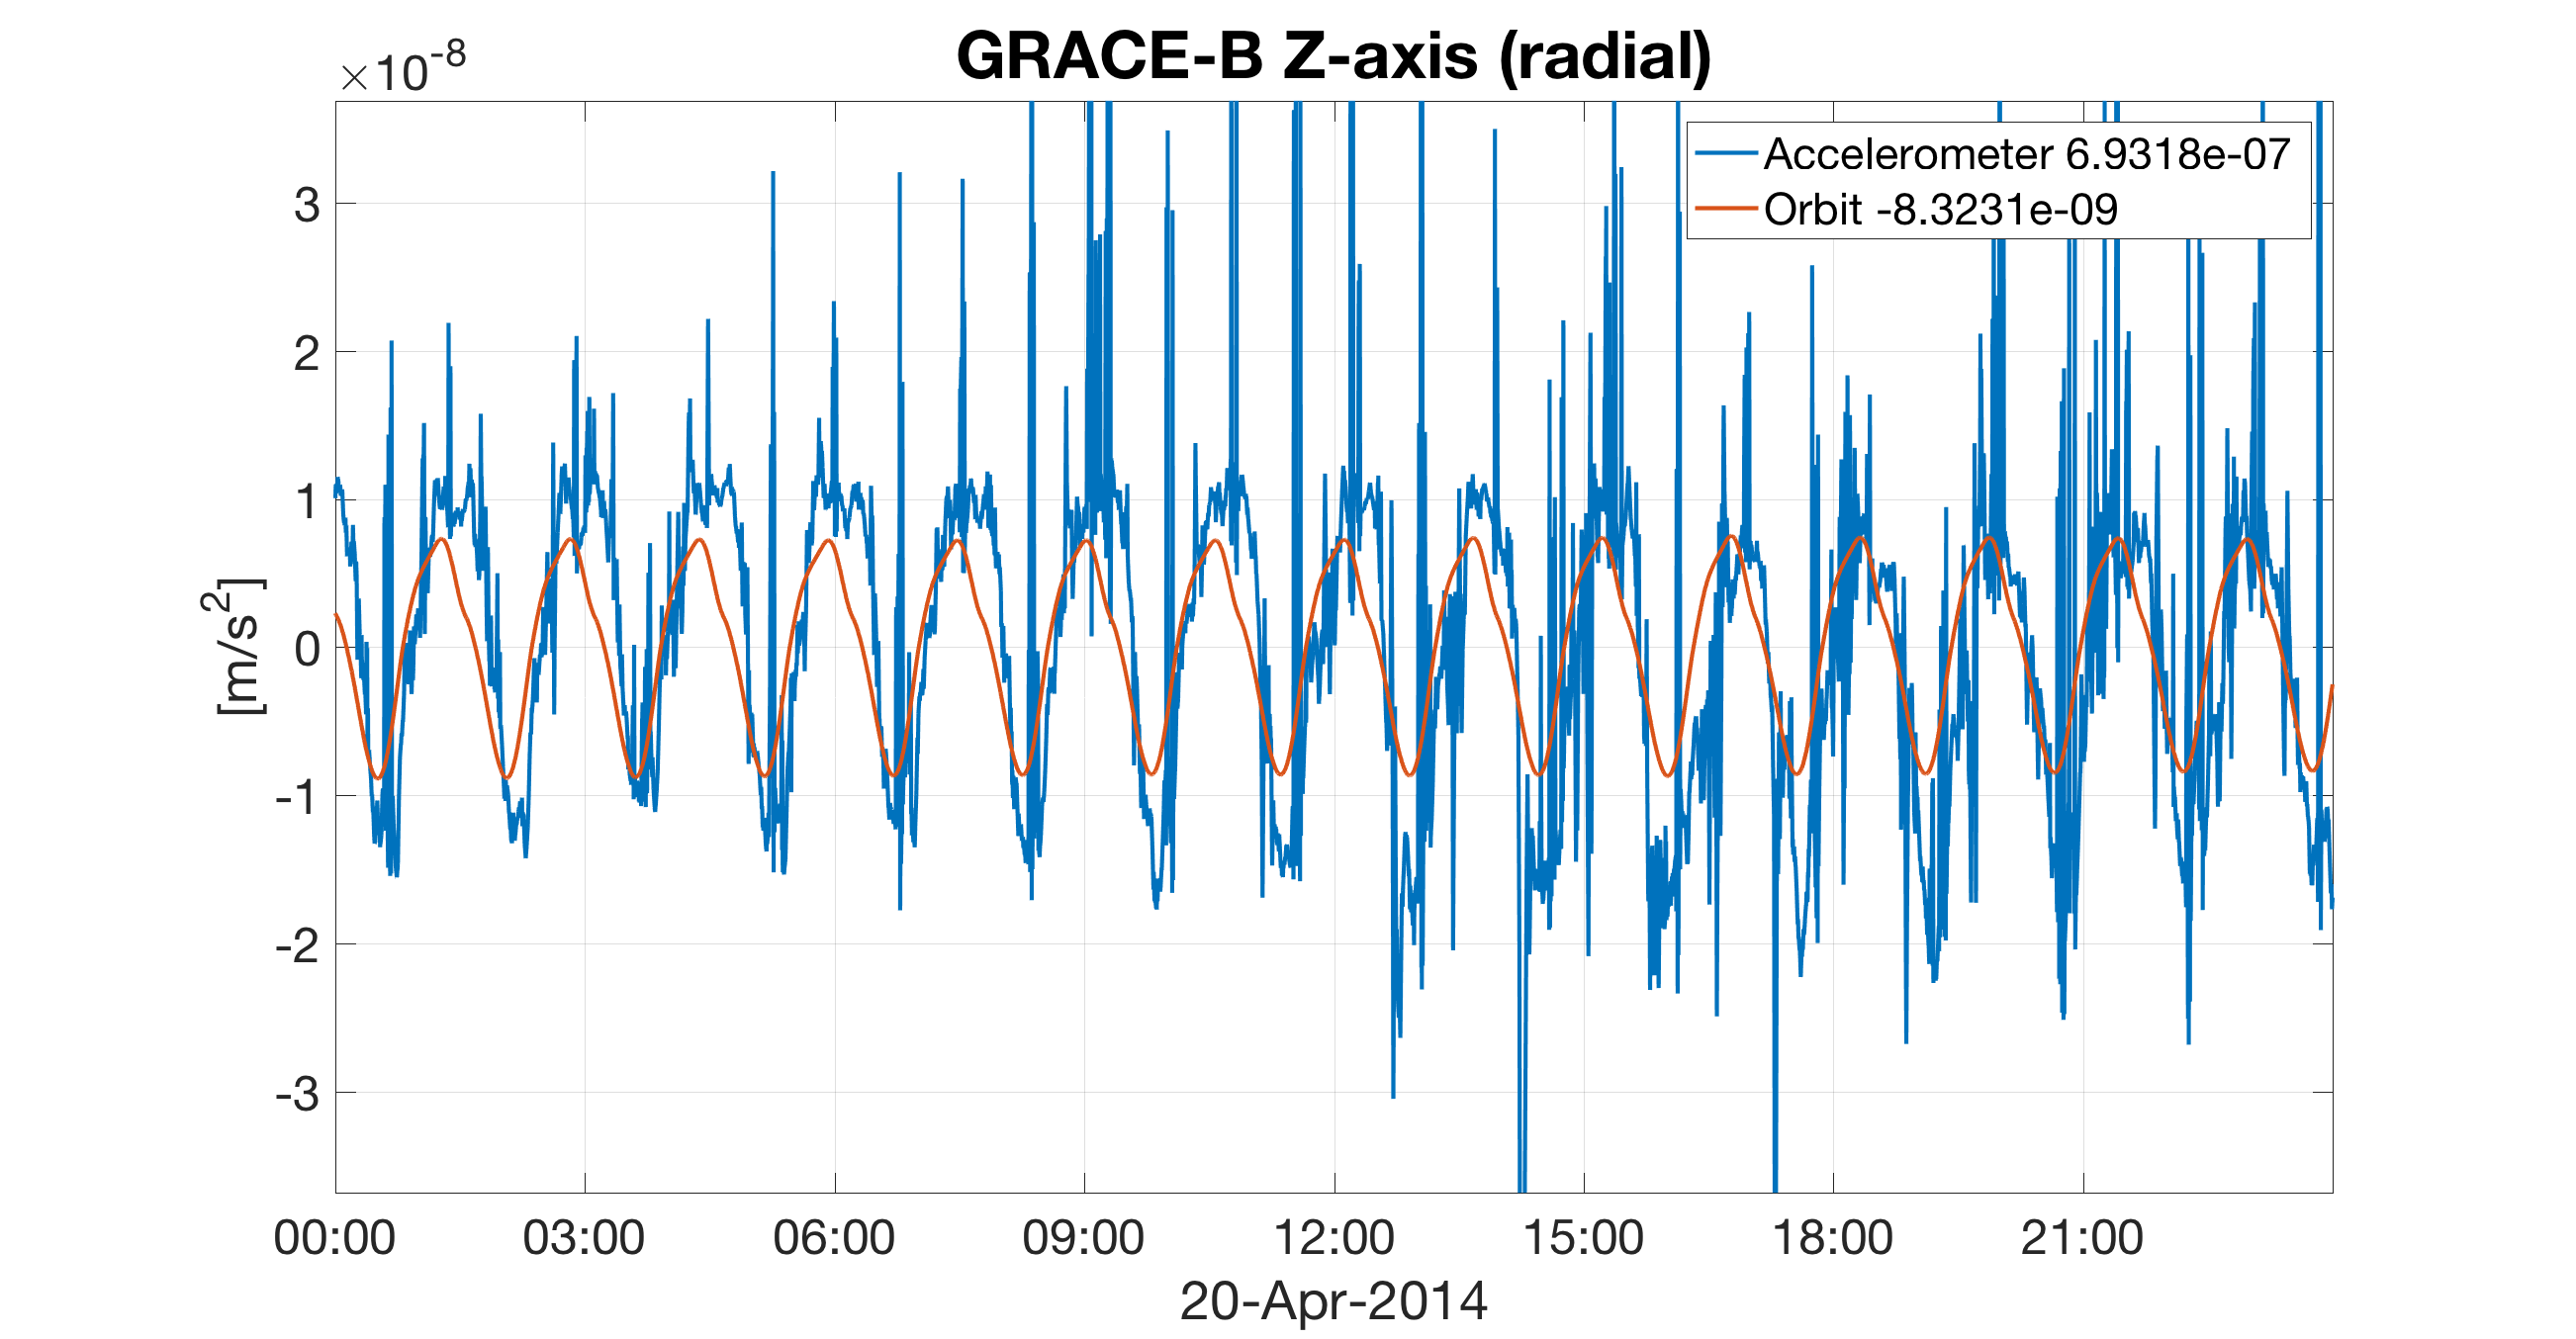 GRACE-B Z-axis (radial)
×10⁻⁸
Accelerometer 6.9318e-07
Orbit -8.3231e-09
3
2
1
0
-1
-2
-3
[m/s²]
00:00 03:00 06:00 09:00 12:00 15:00 18:00 21:00
20-Apr-2014